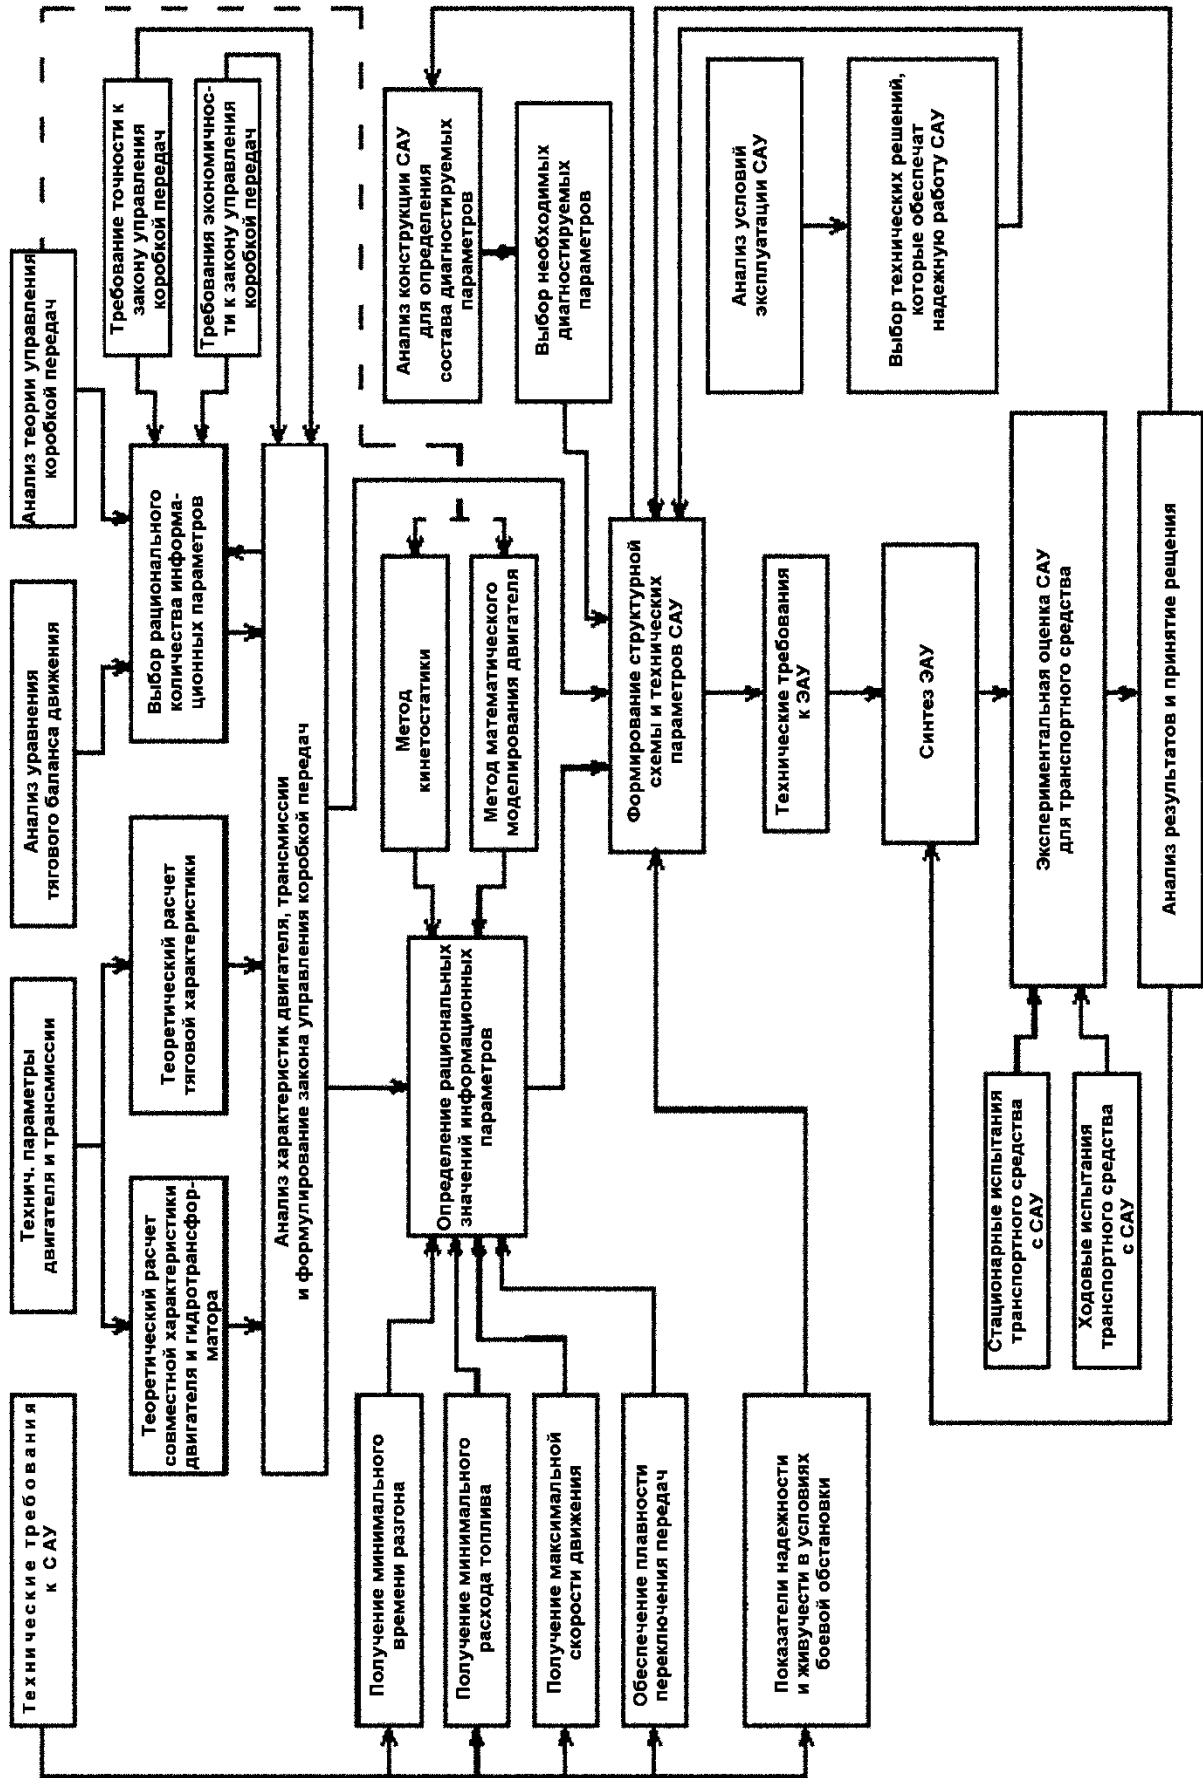 Технические требования
к САУ
Технич. параметры
двигателя и трансмиссии
Анализ уравнения
тягового баланса движения
Анализ теории управления
коробкой передач
Требование точности к
закону управления
коробкой передач
Требования экономичнос-
ти к закону управления
коробкой передач
Теоретический расчет
совместной характеристики
двигателя и гидротрансфор-
матора
Теоретический расчет
тяговой характеристики
Выбор рационального
количества информа-
ционных параметров
Анализ характеристик двигателя, трансмиссии
и формулирование закона управления коробкой передач
Получение минимального
времени разгона
Получение минимального
расхода топлива
Получение максимальной
скорости движения
Обеспечение плавности
переключения передач
Показатели надежности
и живучести в условиях
боевой обстановки
Определение рациональных
значений информационных
параметров
Метод
кинетостатики
Метод математического
моделирования двигателя
Анализ конструкции САУ
для определения
состава диагностируемых
параметров
Выбор необходимых
диагностируемых
параметров
Формирование структурной
схемы и технических
параметров САУ
Анализ условий
эксплуатации САУ
Выбор технических решений,
которые обеспечат
надежную работу САУ
Технические требования
к ЭАУ
Синтез ЭАУ
Стационарные испытания
транспортного средства
с САУ
Ходовые испытания
транспортного средства
с САУ
Экспериментальная оценка САУ
для транспортного средства
Анализ результатов и принятие рещения